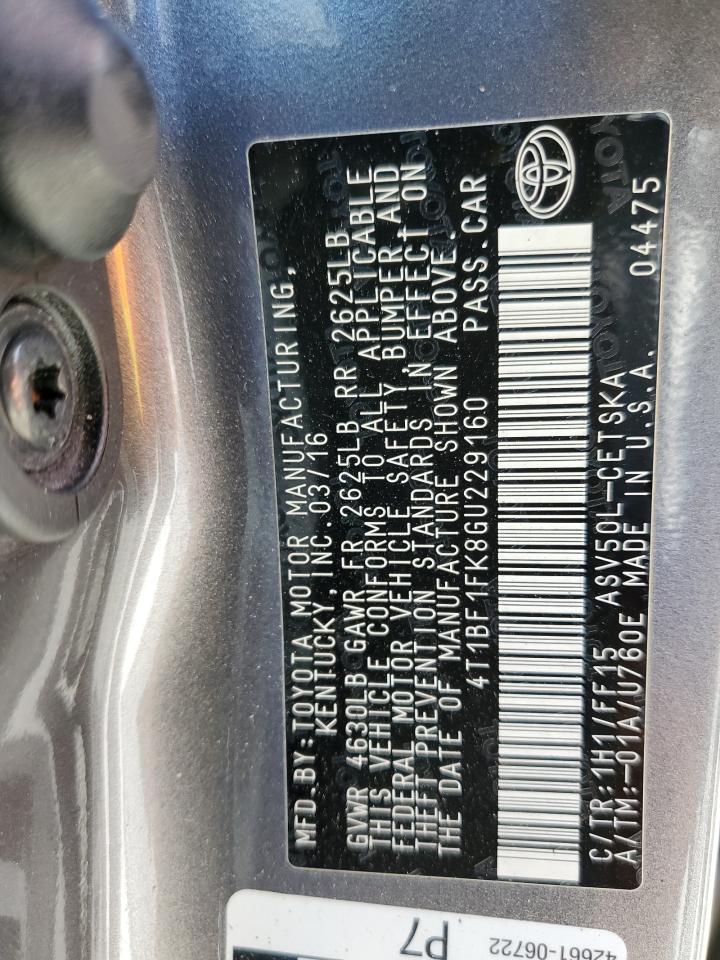 MFD.BY:TOYOTA MOTOR MANUFACTURING,
KENTUCKY, INC.03/16
GVWR 4630LB GAWR FR 2625LB RR 2625LB
THIS VEHICLE CONFORMS TO ALL APPLICABLE
FEDERAL MOTOR VEHICLE SAFETY, BUMPER AND
THEFT PREVENTION STANDARDS IN EFFECT ON
THE DATE OF MANUFACTURE SHOWN ABOVE.
4T1BF1FK8GU229160 PASS.CAR
C/TR:1H1/FF15 ASV50L-CETSKA
A/TM:-01A/U760E MADE IN U.S.A. 04475
P7
42661-06722